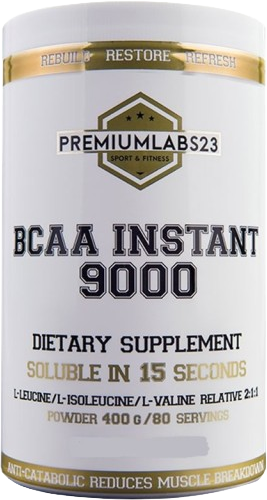 REBUILD RESTORE REFRESH
PREMIUMLABS23
SPORT & FITNESS
BCAA INSTANT
9000
DIETARY SUPPLEMENT
SOLUBLE IN 15 SECONDS
L-LEUCINE/L-ISOLEUCINE/L-VALINE RELATIVE 2:1:1
POWDER 400 G/80 SERVINGS
ANTI-CATABOLIC REDUCES MUSCLE BREAKDOWN